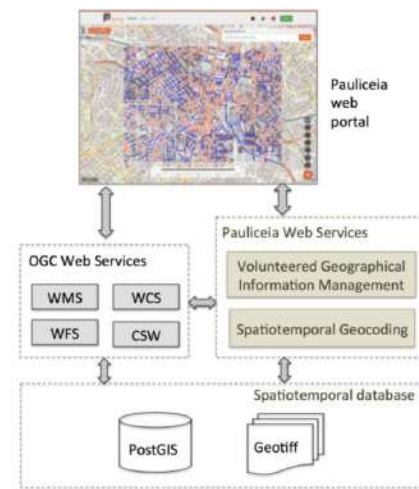 Pauliceia
web
portal
Pauliceia Web Services
OGC Web Services
Volunteered Geographical
Information Management
WMS
WCS
WFS
CSW
Spatiotemporal Geocoding
Spatiotemporal database
PostGIS
Geotiff